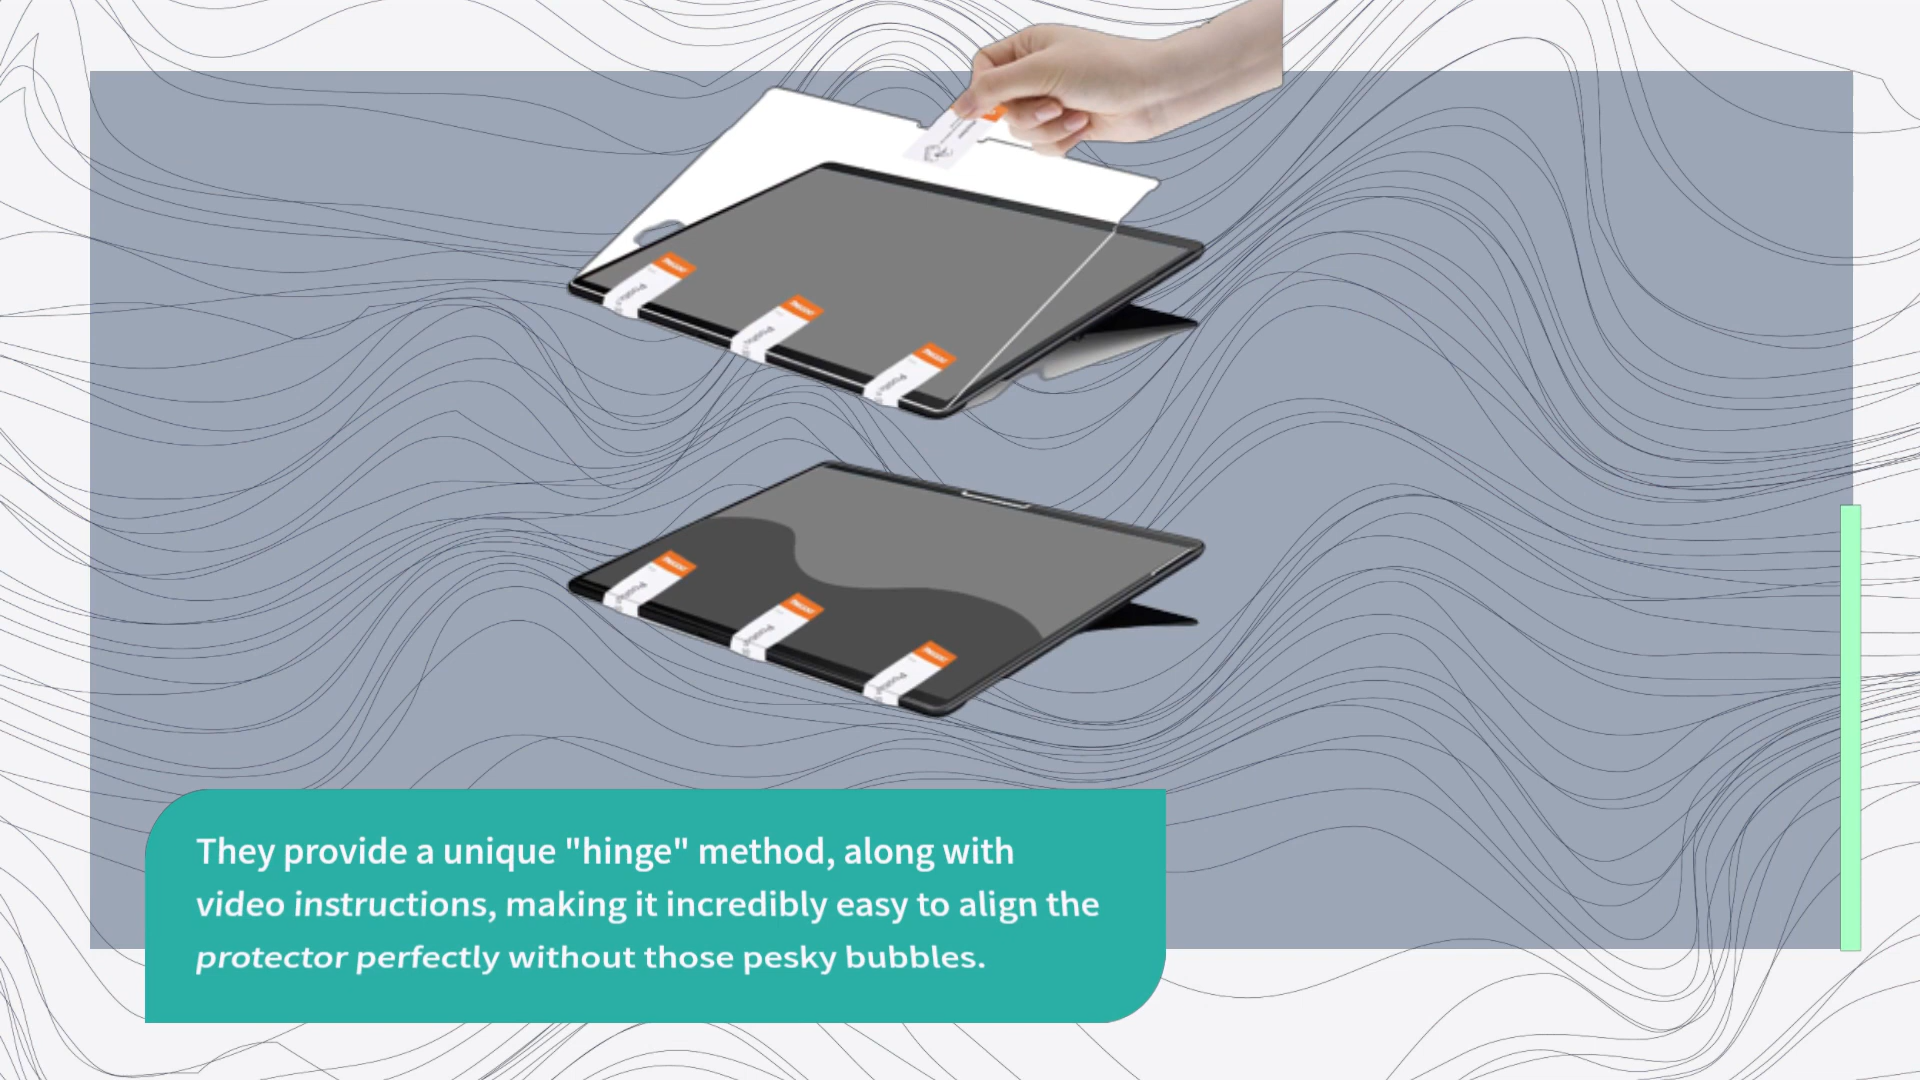 They provide a unique "hinge" method, along with
video instructions, making it incredibly easy to align the
protector perfectly without those pesky bubbles.